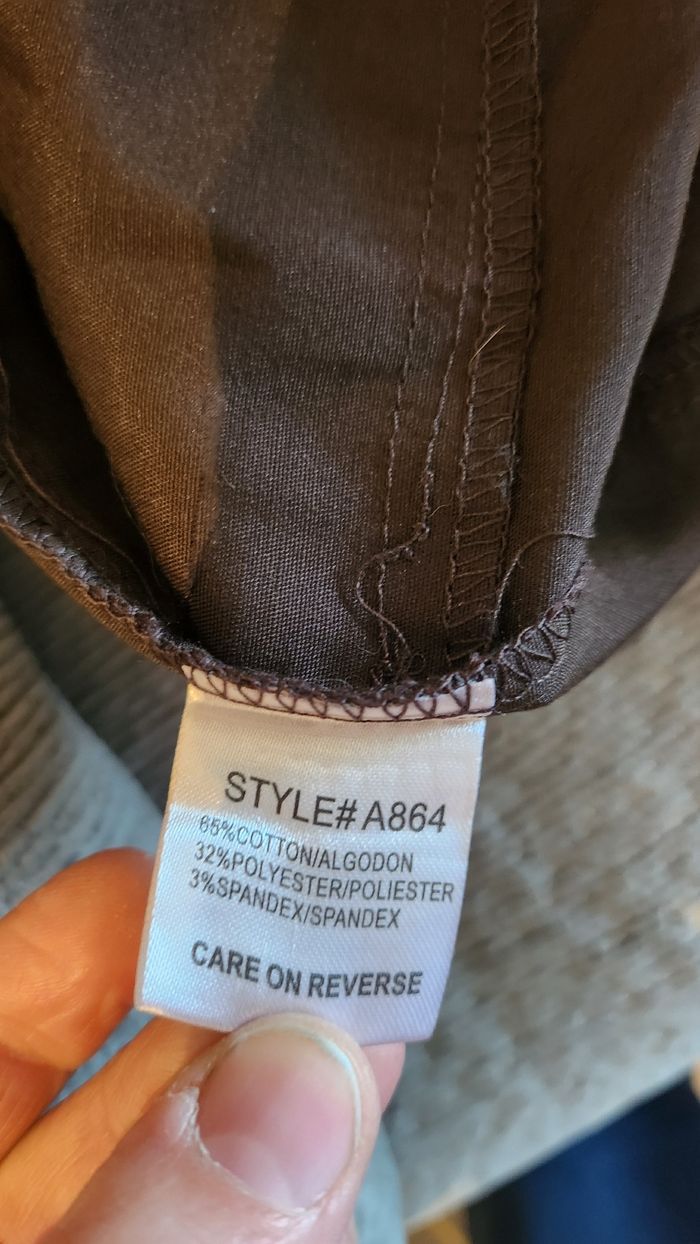 STYLE# A864
65%COTTON/ALGODON
32%POLYESTER/POLIESTER
3%SPANDEX/SPANDEX
CARE ON REVERSE